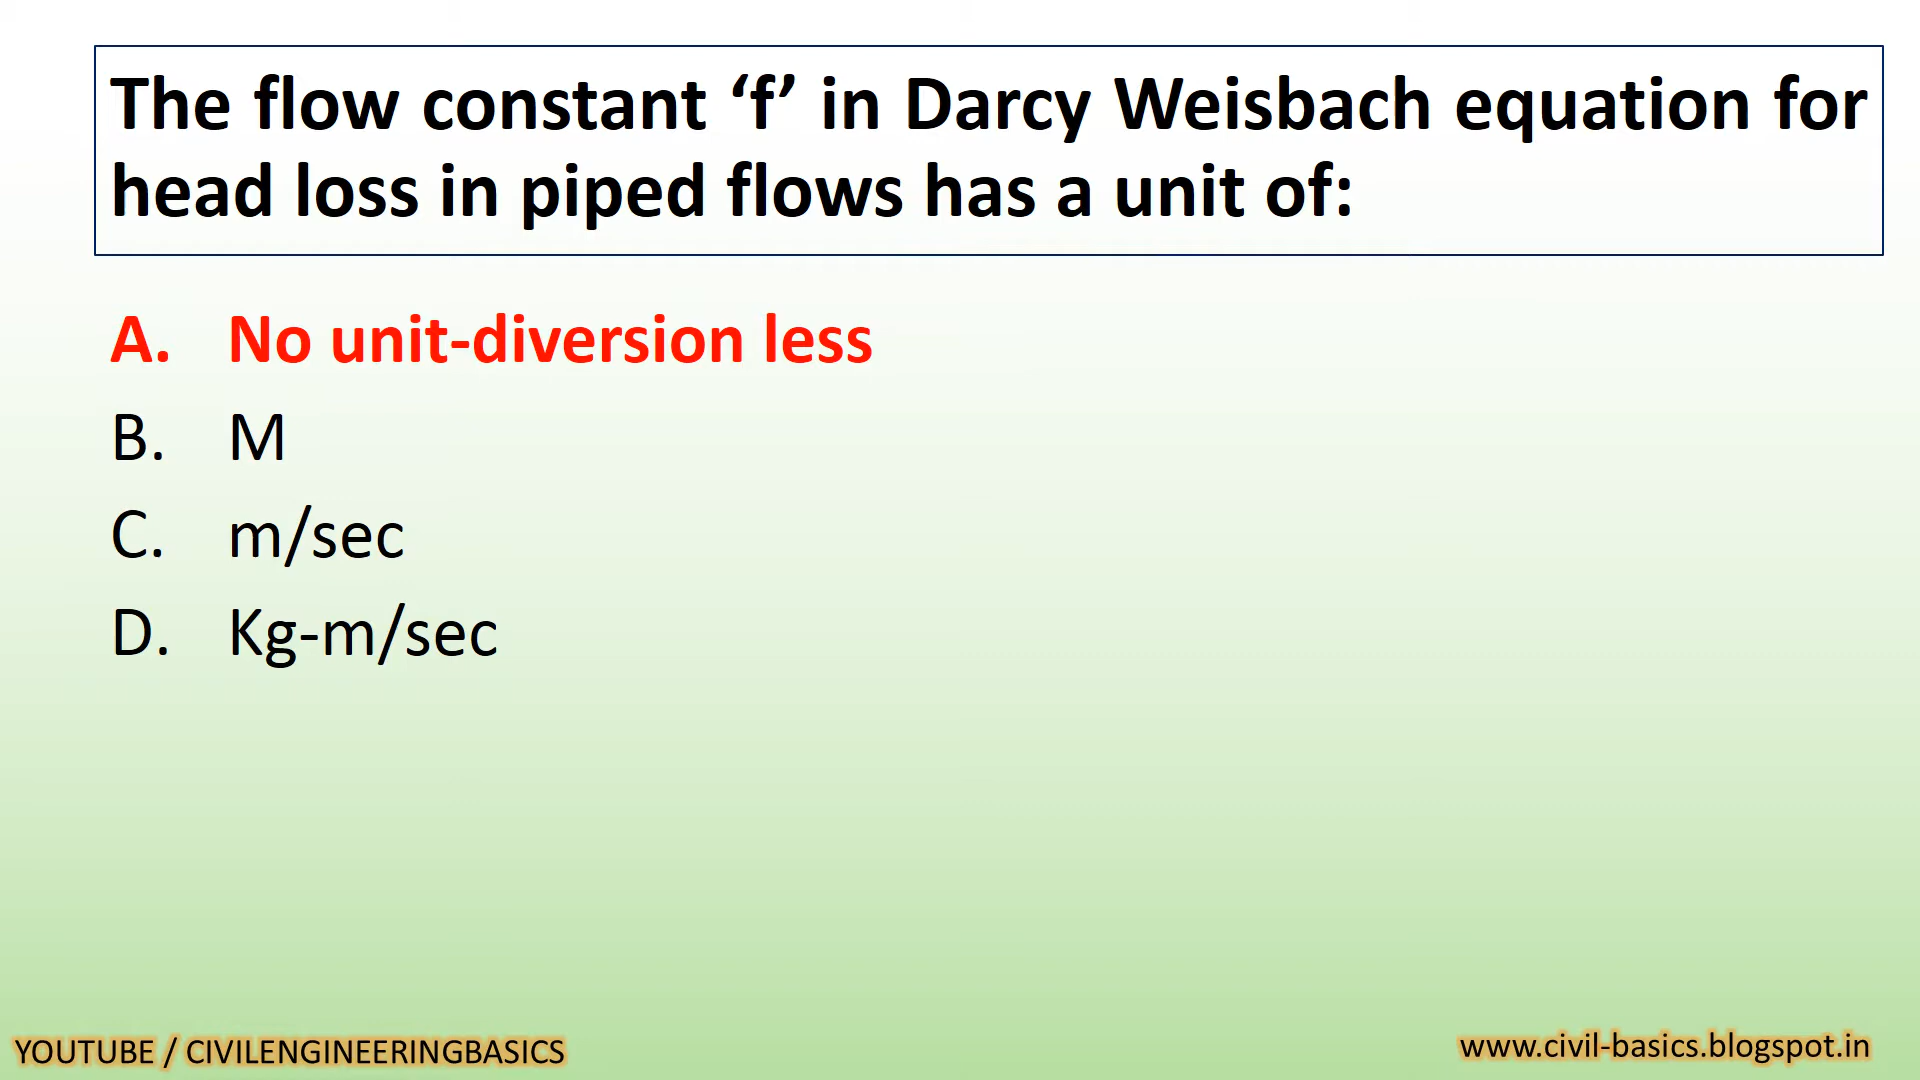 The flow constant ‘f’ in Darcy Weisbach equation for
head loss in piped flows has a unit of:
A. No unit-diversion less
B. M
C. m/sec
D. Kg-m/sec
YOUTUBE / CIVILENGINEERINGBASICS
www.civil-basics.blogspot.in